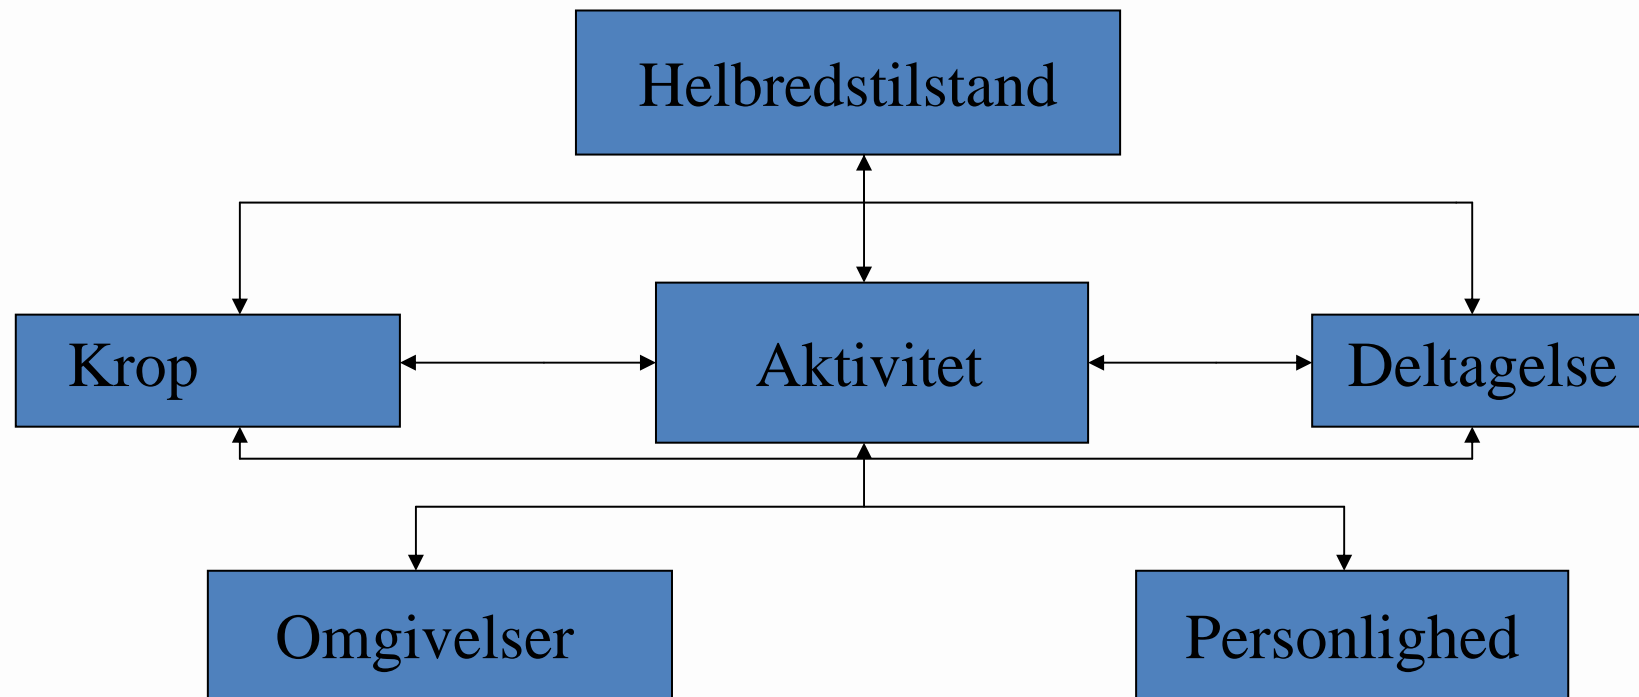 Helbredstilstand
Krop
Aktivitet
Deltagelse
Omgivelser
Personlighed